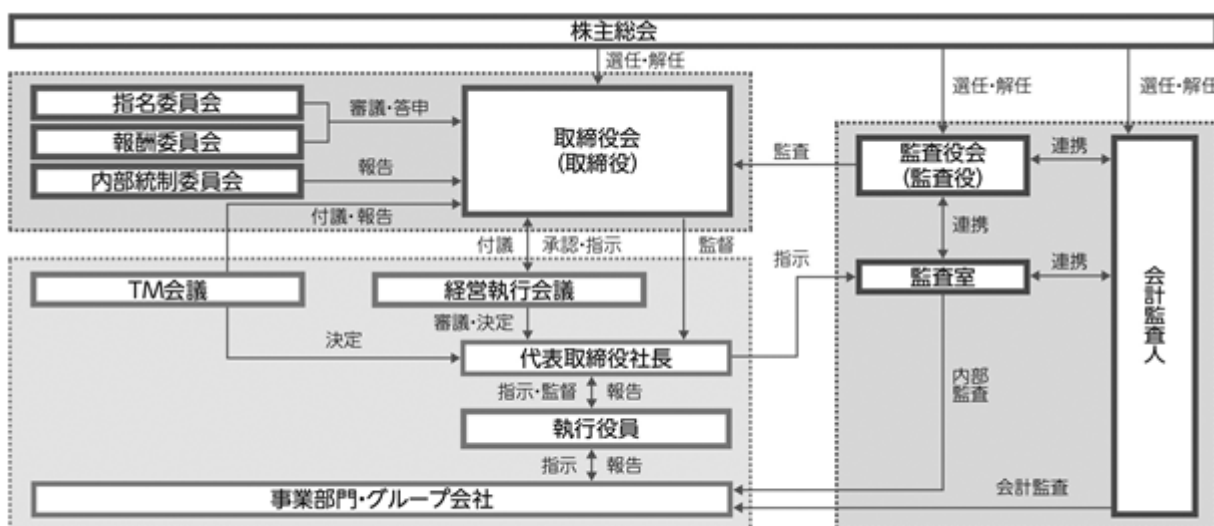 株主総会
選任・解任
選任・解任
選任・解任
指名委員会
報酬委員会
内部統制委員会
審議・答申
報告
付議・報告
取締役会
(取締役)
監査
監査役会
(監査役)
連携
連携
付議
承認・指示
監督
指示
監査室
連携
会計監査人
TM会議
経営執行会議
審議・決定
決定
代表取締役社長
内部
監査
指示・監督
報告
執行役員
指示
報告
会計監査
事業部門・グループ会社